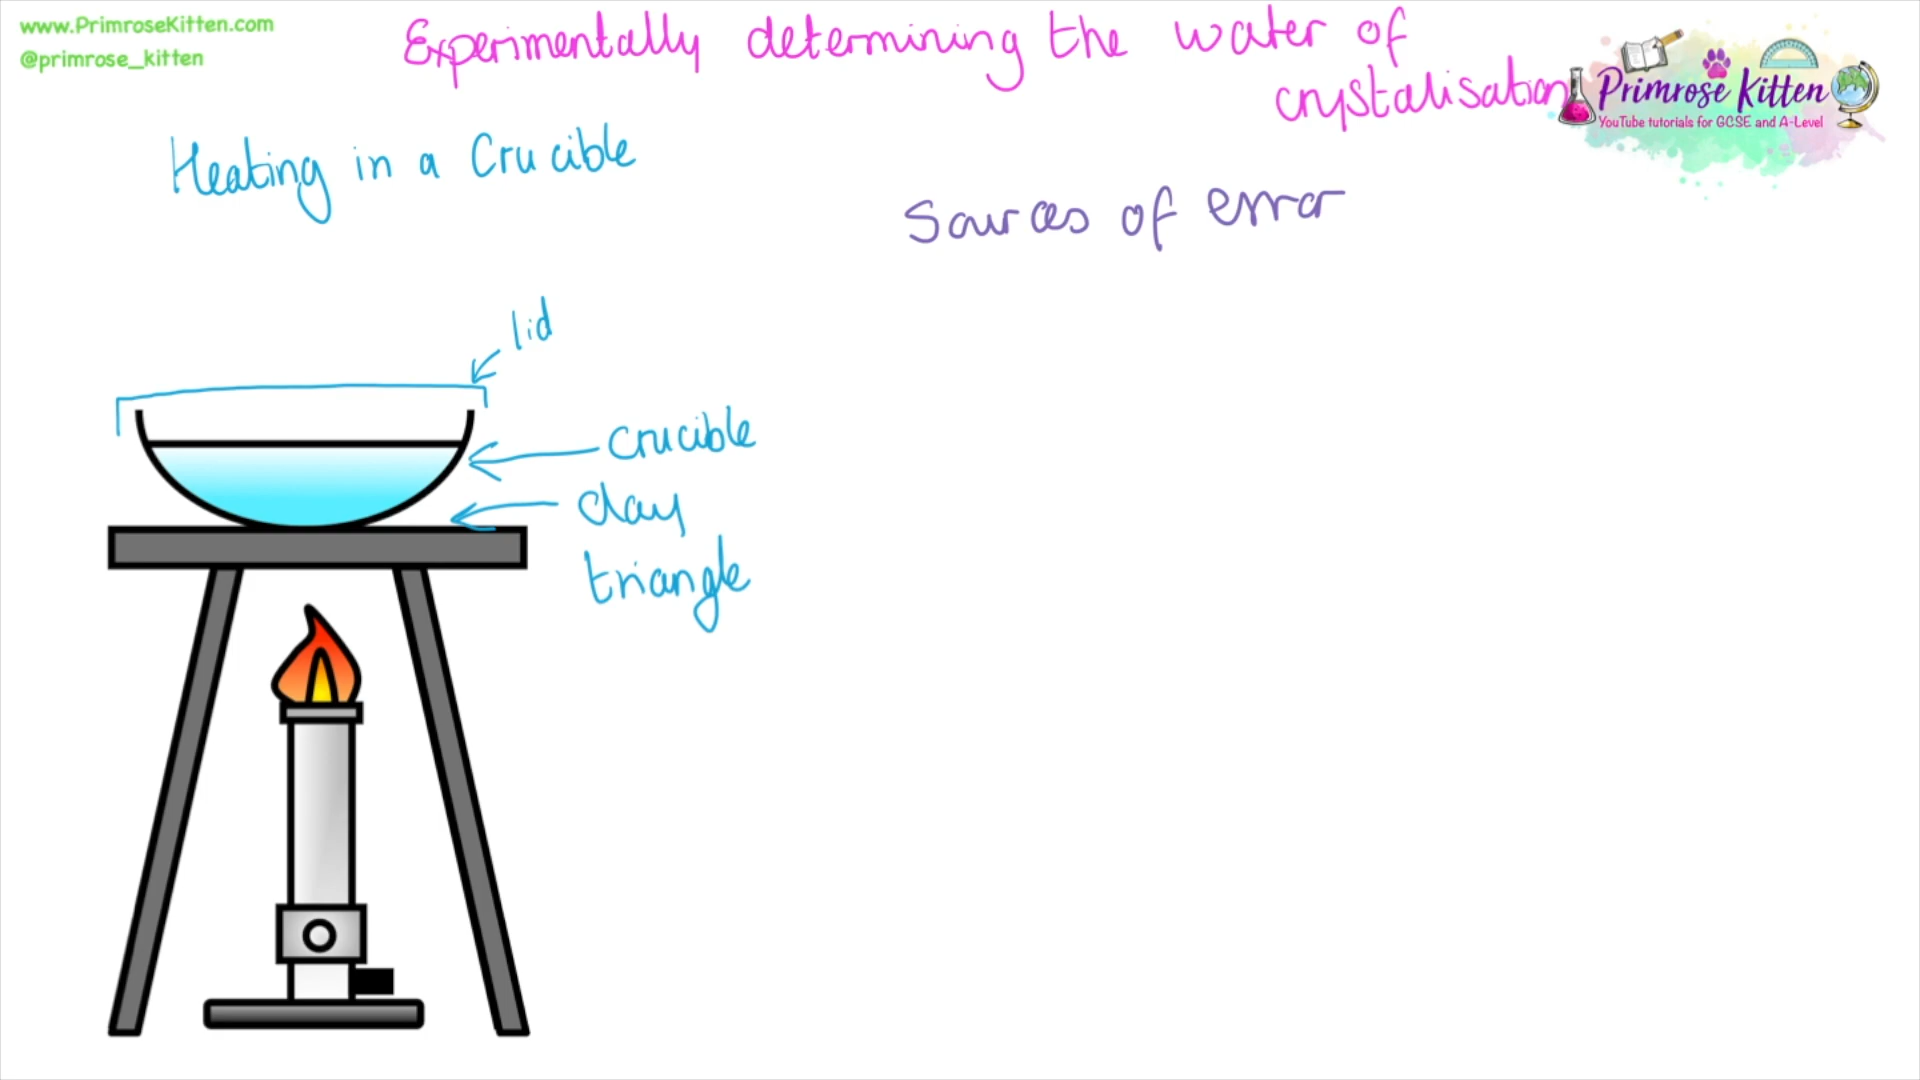 www.PrimroseKitten.com
@primrose_kitten
Experimentally determining the water of
crystalisation
Primrose Kitten
YouTube tutorials for GCSE and A-Level
Heating in a Crucible
Sources of error
lid
crucible
clay
triangle